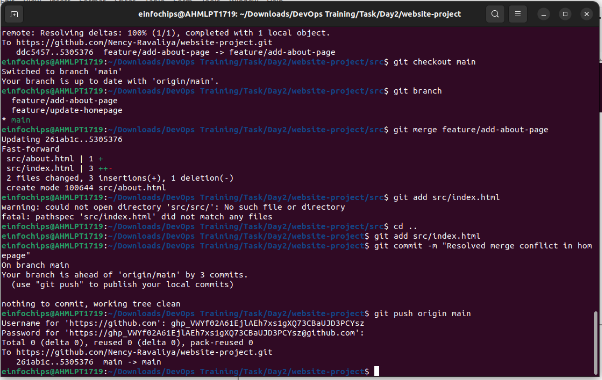 einfochips@AHMLPT1719: ~/Downloads/DevOps Training/Task/Day2/website-project
remote: Resolving deltas: 100% (1/1), completed with 1 local object.
To https://github.com/Nency-Ravaliya/website-project.git
   ddc5457..5305376  feature/add-about-page -> feature/add-about-page
einfochips@AHMLPT1719:~/Downloads/DevOps Training/Task/Day2/website-project/src$ git checkout main
Switched to branch 'main'
Your branch is up to date with 'origin/main'.
einfochips@AHMLPT1719:~/Downloads/DevOps Training/Task/Day2/website-project/src$ git branch
  feature/add-about-page
  feature/update-homepage
* main
einfochips@AHMLPT1719:~/Downloads/DevOps Training/Task/Day2/website-project/src$ git merge feature/add-about-page
Updating 261ab1c..5305376
Fast-forward
 src/about.html | 1 +
 src/index.html | 3 ++-
 2 files changed, 3 insertions(+), 1 deletion(-)
 create mode 100644 src/about.html
einfochips@AHMLPT1719:~/Downloads/DevOps Training/Task/Day2/website-project/src$ git add src/index.html
warning: could not open directory 'src/src/': No such file or directory
fatal: pathspec 'src/index.html' did not match any files
einfochips@AHMLPT1719:~/Downloads/DevOps Training/Task/Day2/website-project/src$ cd ..
einfochips@AHMLPT1719:~/Downloads/DevOps Training/Task/Day2/website-project$ git add src/index.html
einfochips@AHMLPT1719:~/Downloads/DevOps Training/Task/Day2/website-project$ git commit -m "Resolved merge conflict in hom
epage"
On branch main
Your branch is ahead of 'origin/main' by 3 commits.
  (use "git push" to publish your local commits)

nothing to commit, working tree clean
einfochips@AHMLPT1719:~/Downloads/DevOps Training/Task/Day2/website-project$ git push origin main
Username for 'https://github.com':
Password for
Total 0 (delta 0), reused 0 (delta 0), pack-reused 0
To https://github.com/Nency-Ravaliya/website-project.git
   261ab1c..5305376  main -> main
einfochips@AHMLPT1719:~/Downloads/DevOps Training/Task/Day2/website-project$